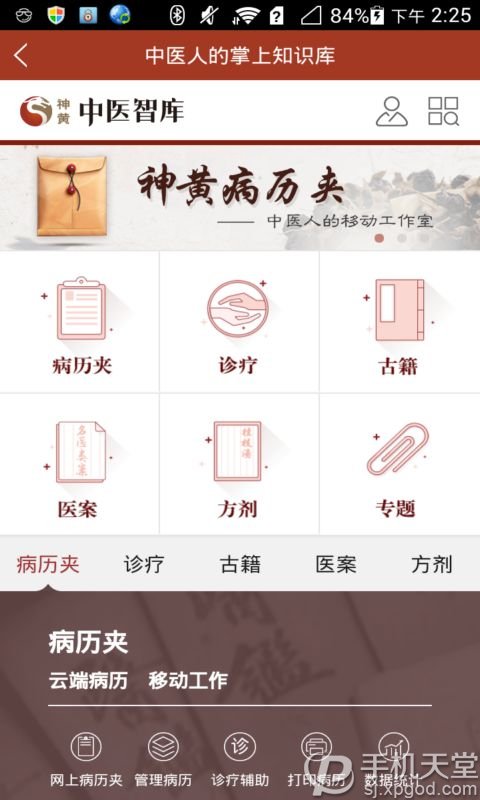 84% 下午 2:25
中医人的掌上知识库
神黄 中医智库
神黄病历夹
—— 中医人的移动工作室
病历夹 诊疗 古籍
名医类案 桂枝汤
医案 方剂 专题
病历夹 诊疗 古籍 医案 方剂
病历夹
云端病历 移动工作
诊
网上病历夹 管理病历 诊疗辅助 打印病历 数据统计
手机天堂
sj.xpgod.com